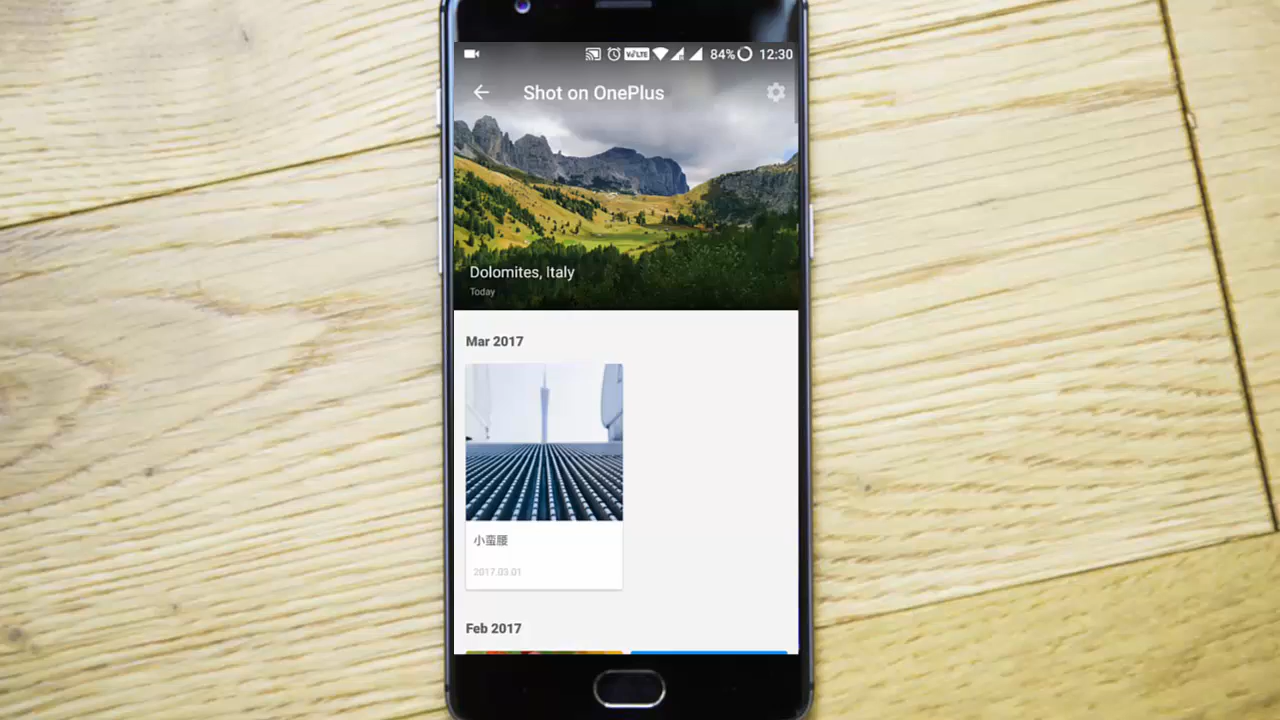 VoLTE 84% 12:30
Shot on OnePlus
Dolomites, Italy
Today
Mar 2017
小蛮腰
2017.03.01
Feb 2017